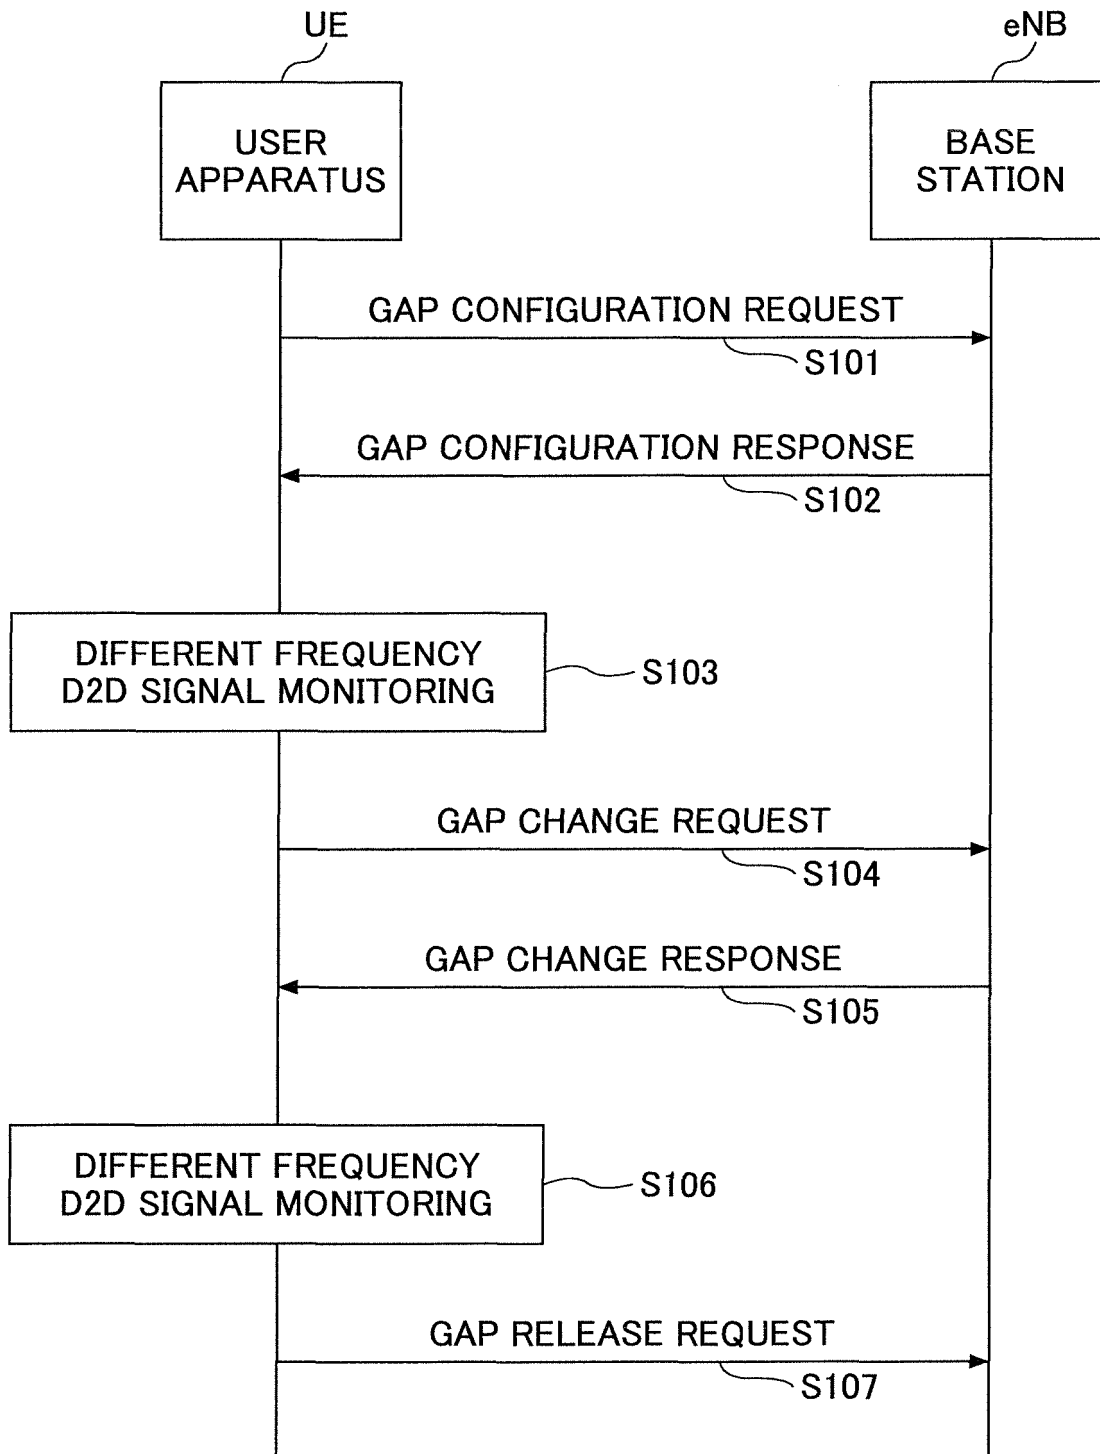 UE
eNB
USER
APPARATUS
BASE
STATION
GAP CONFIGURATION REQUEST
S101
GAP CONFIGURATION RESPONSE
S102
DIFFERENT FREQUENCY
D2D SIGNAL MONITORING
S103
GAP CHANGE REQUEST
S104
GAP CHANGE RESPONSE
S105
DIFFERENT FREQUENCY
D2D SIGNAL MONITORING
S106
GAP RELEASE REQUEST
S107